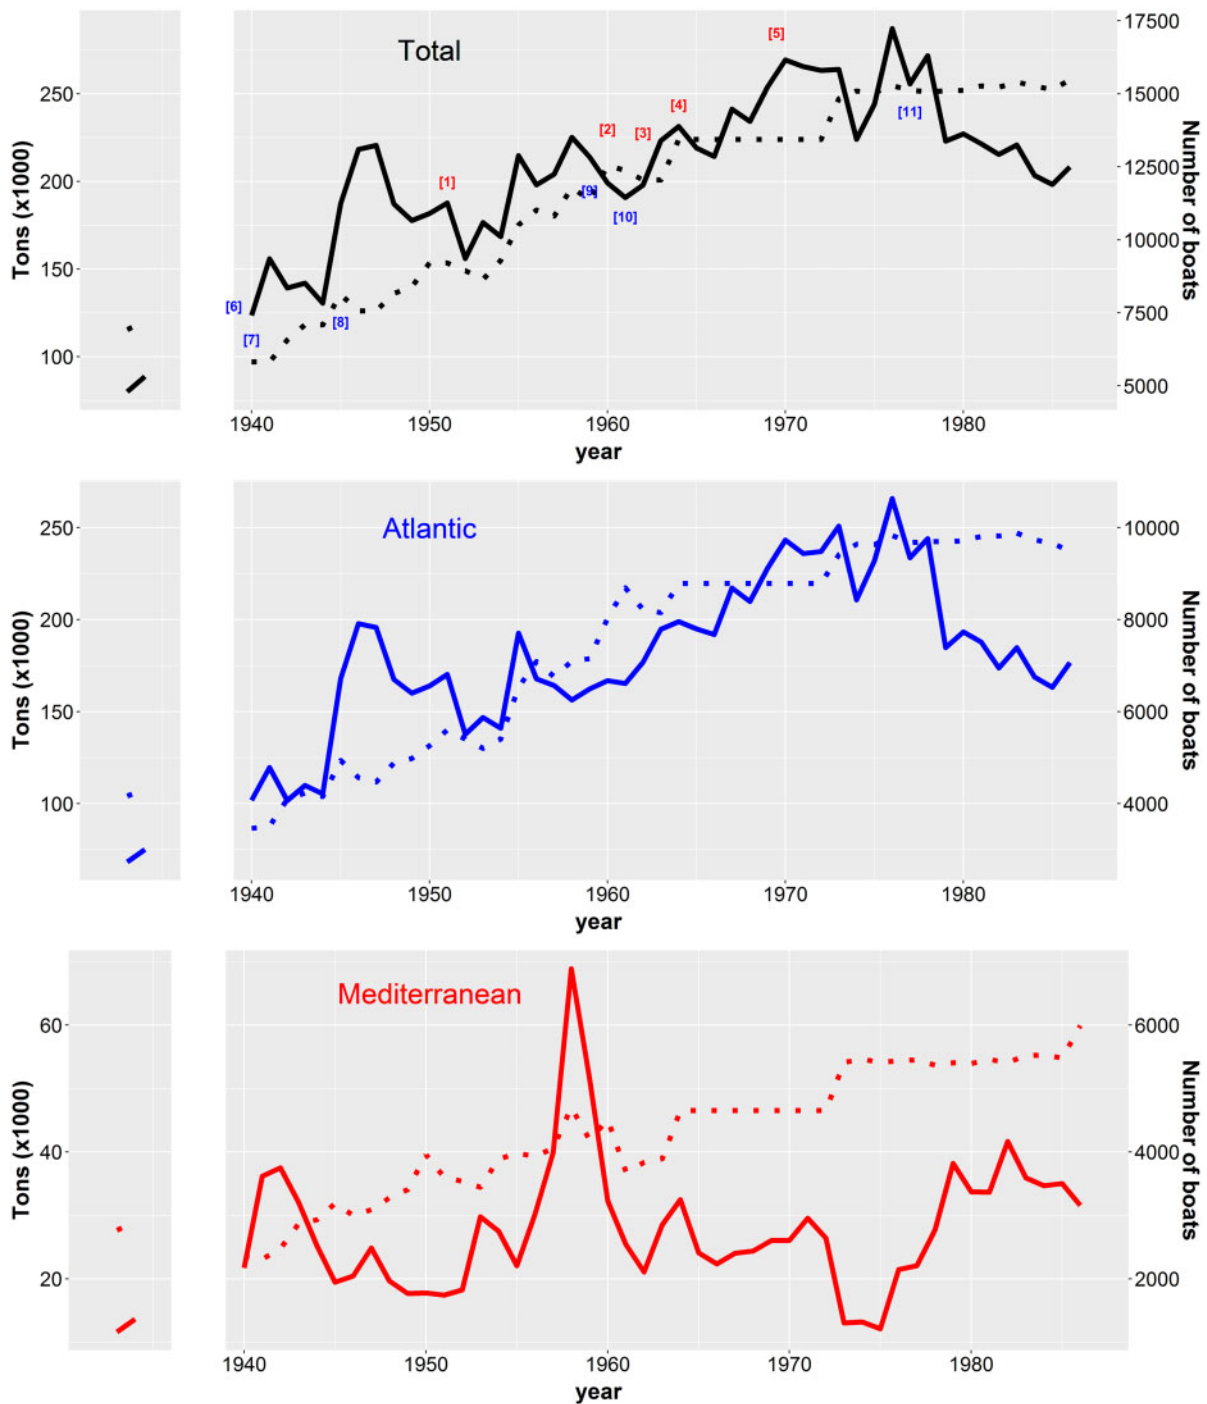 Total
[1]
[2]
[3]
[4]
[5]
[6]
[7]
[8]
[9]
[10]
[11]
Tons (x1000)
250
200
150
100
17500
15000
12500
10000
7500
5000
Number of boats
1940 1950 1960 1970 1980
year
Atlantic
Tons (x1000)
250
200
150
100
10000
8000
6000
4000
Number of boats
1940 1950 1960 1970 1980
year
Mediterranean
Tons (x1000)
60
40
20
6000
4000
2000
Number of boats
1940 1950 1960 1970 1980
year